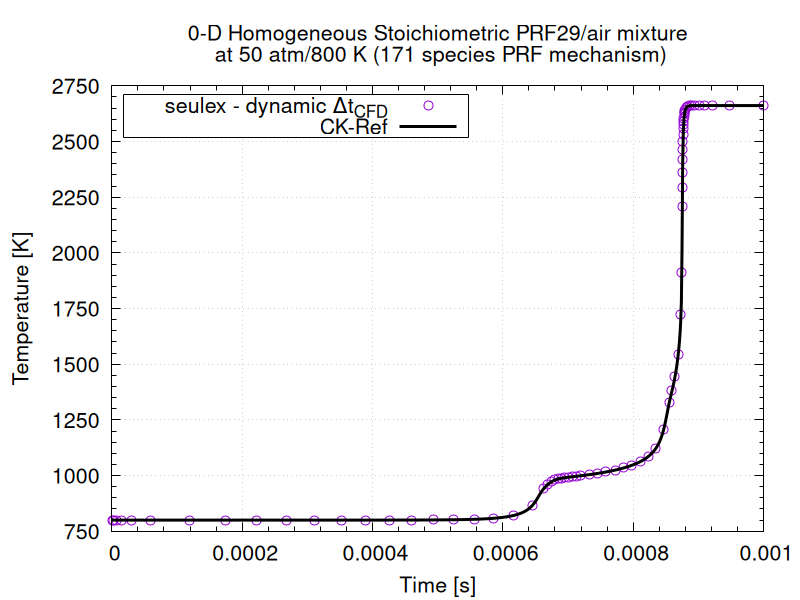 0-D Homogeneous Stoichiometric PRF29/air mixture
at 50 atm/800 K (171 species PRF mechanism)
seulex - dynamic Δt_CFD
CK-Ref
2750
2500
2250
2000
1750
1500
1250
1000
750
Temperature [K]
0 0.0002 0.0004 0.0006 0.0008 0.001
Time [s]